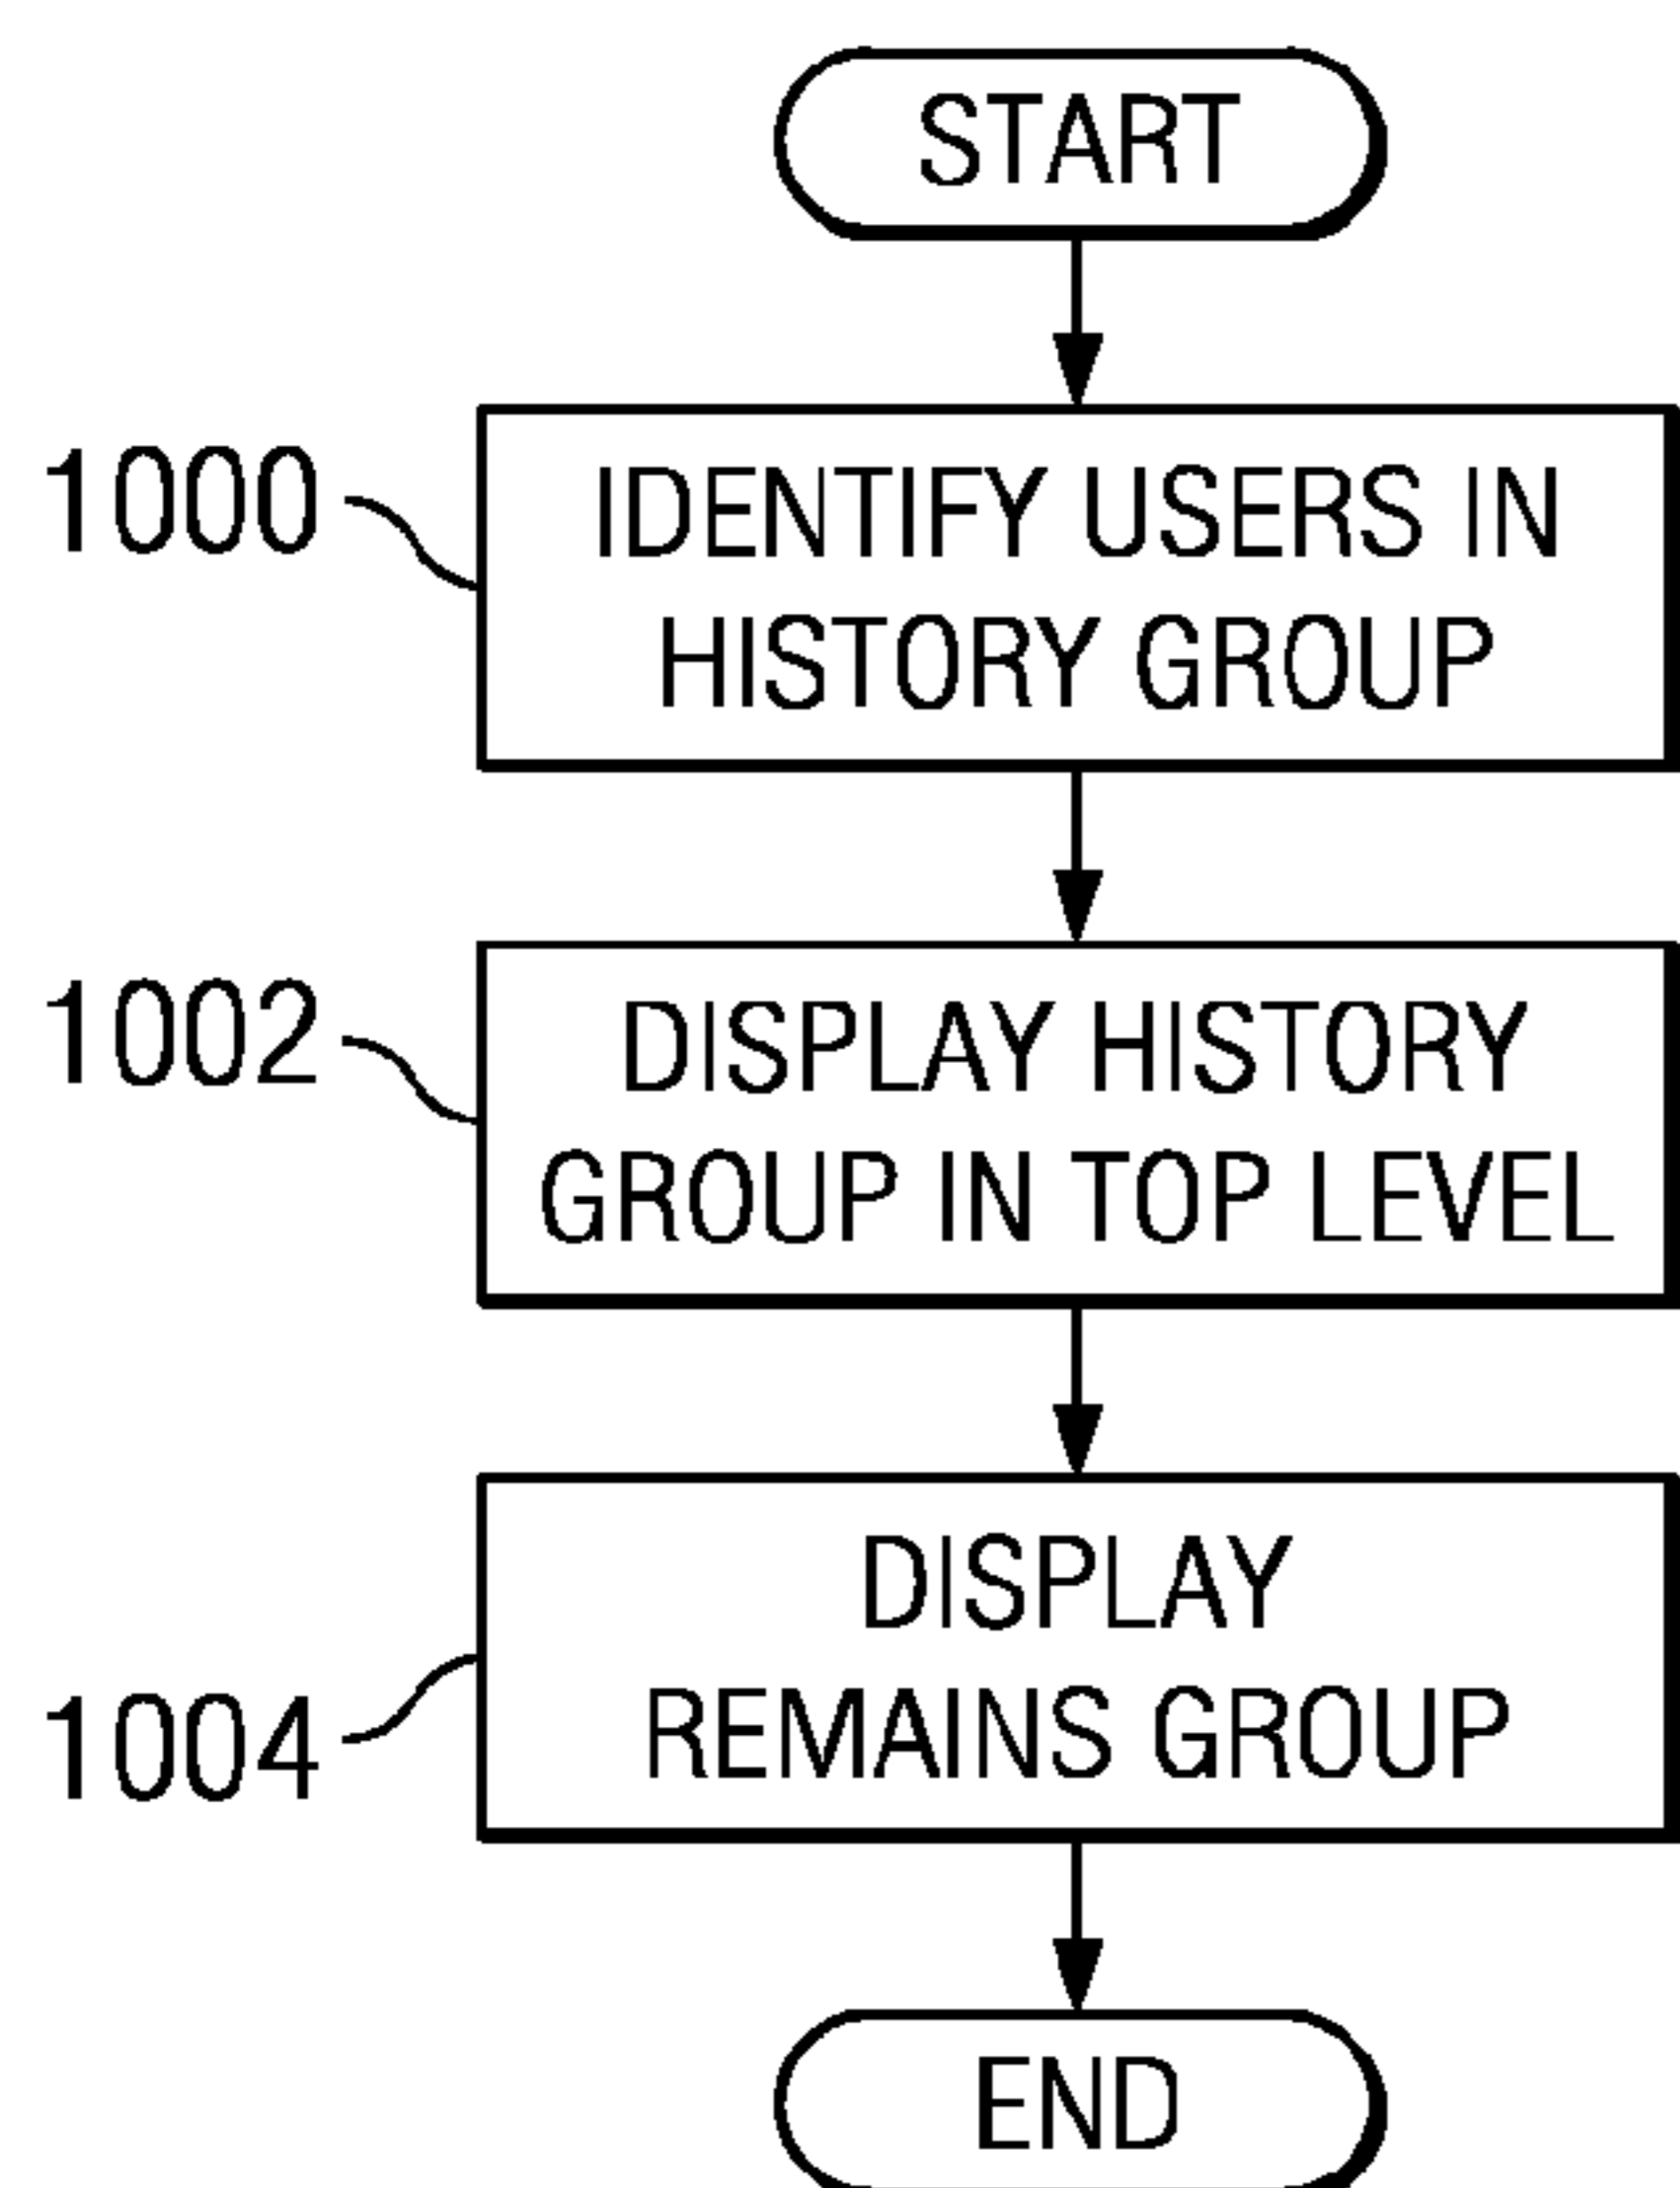 START
1000
IDENTIFY USERS IN
HISTORY GROUP
1002
DISPLAY HISTORY
GROUP IN TOP LEVEL
DISPLAY
REMAINS GROUP
1004
END